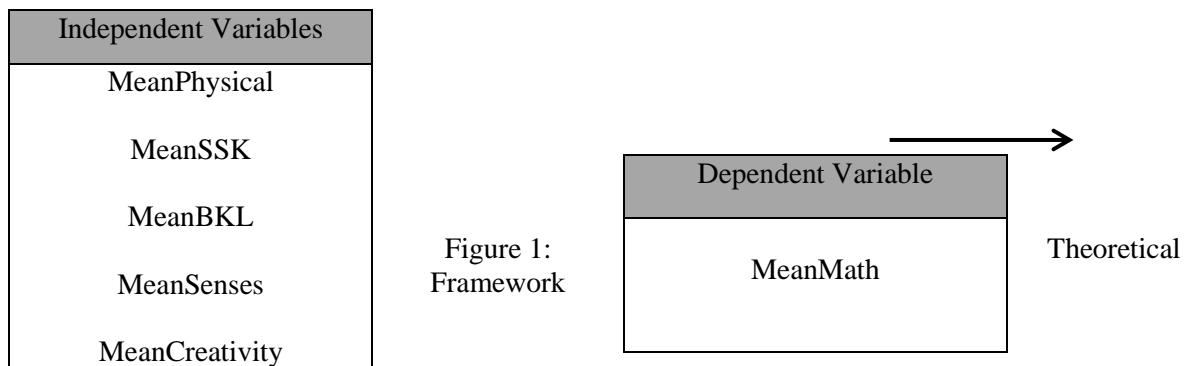 Independent Variables
MeanPhysical
MeanSSK
MeanBKL
MeanSenses
MeanCreativity
Figure 1:
Framework
Dependent Variable
MeanMath
Theoretical